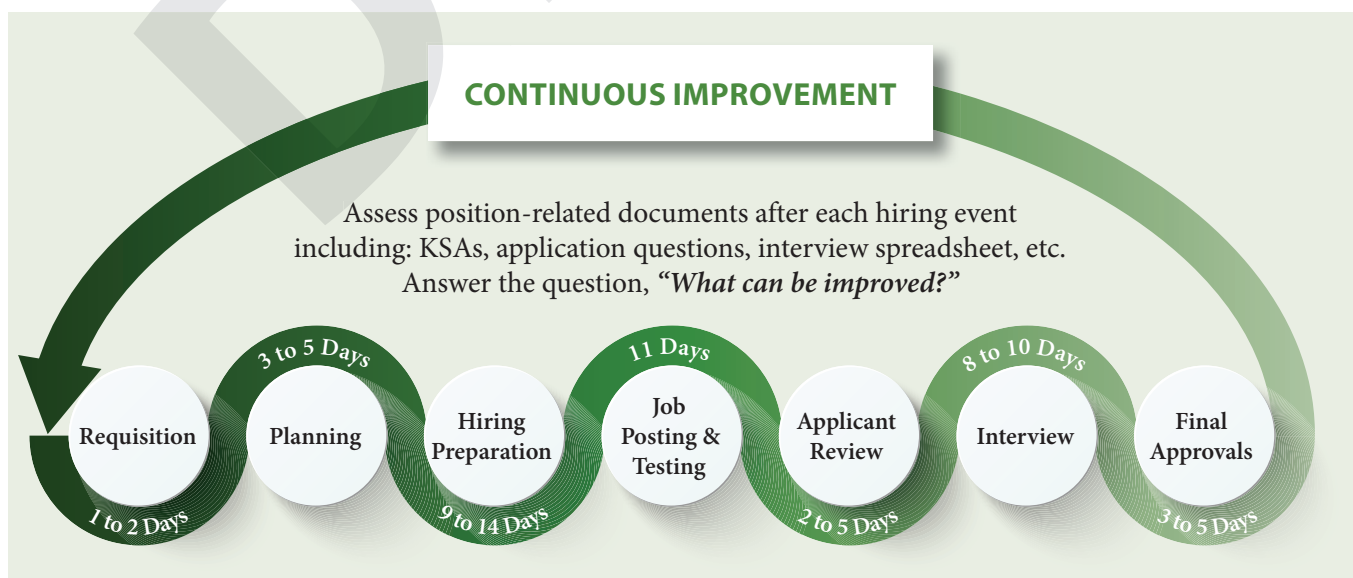 CONTINUOUS IMPROVEMENT
Assess position-related documents after each hiring event
including: KSAs, application questions, interview spreadsheet, etc.
Answer the question, “What can be improved?”
Requisition
1 to 2 Days
3 to 5 Days
Planning
Hiring
Preparation
9 to 14 Days
11 Days
Job
Posting &
Testing
Applicant
Review
2 to 5 Days
8 to 10 Days
Interview
Final
Approvals
3 to 5 Days